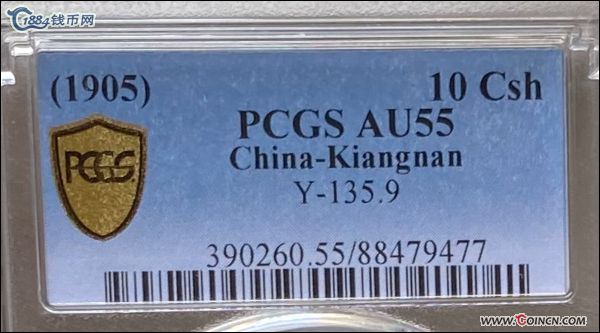 1884钱币网
(1905) 10 Csh
PCGS AU55
China-Kiangnan
Y-135.9
PCGS
390260.55/88479477
www.COINCN.com